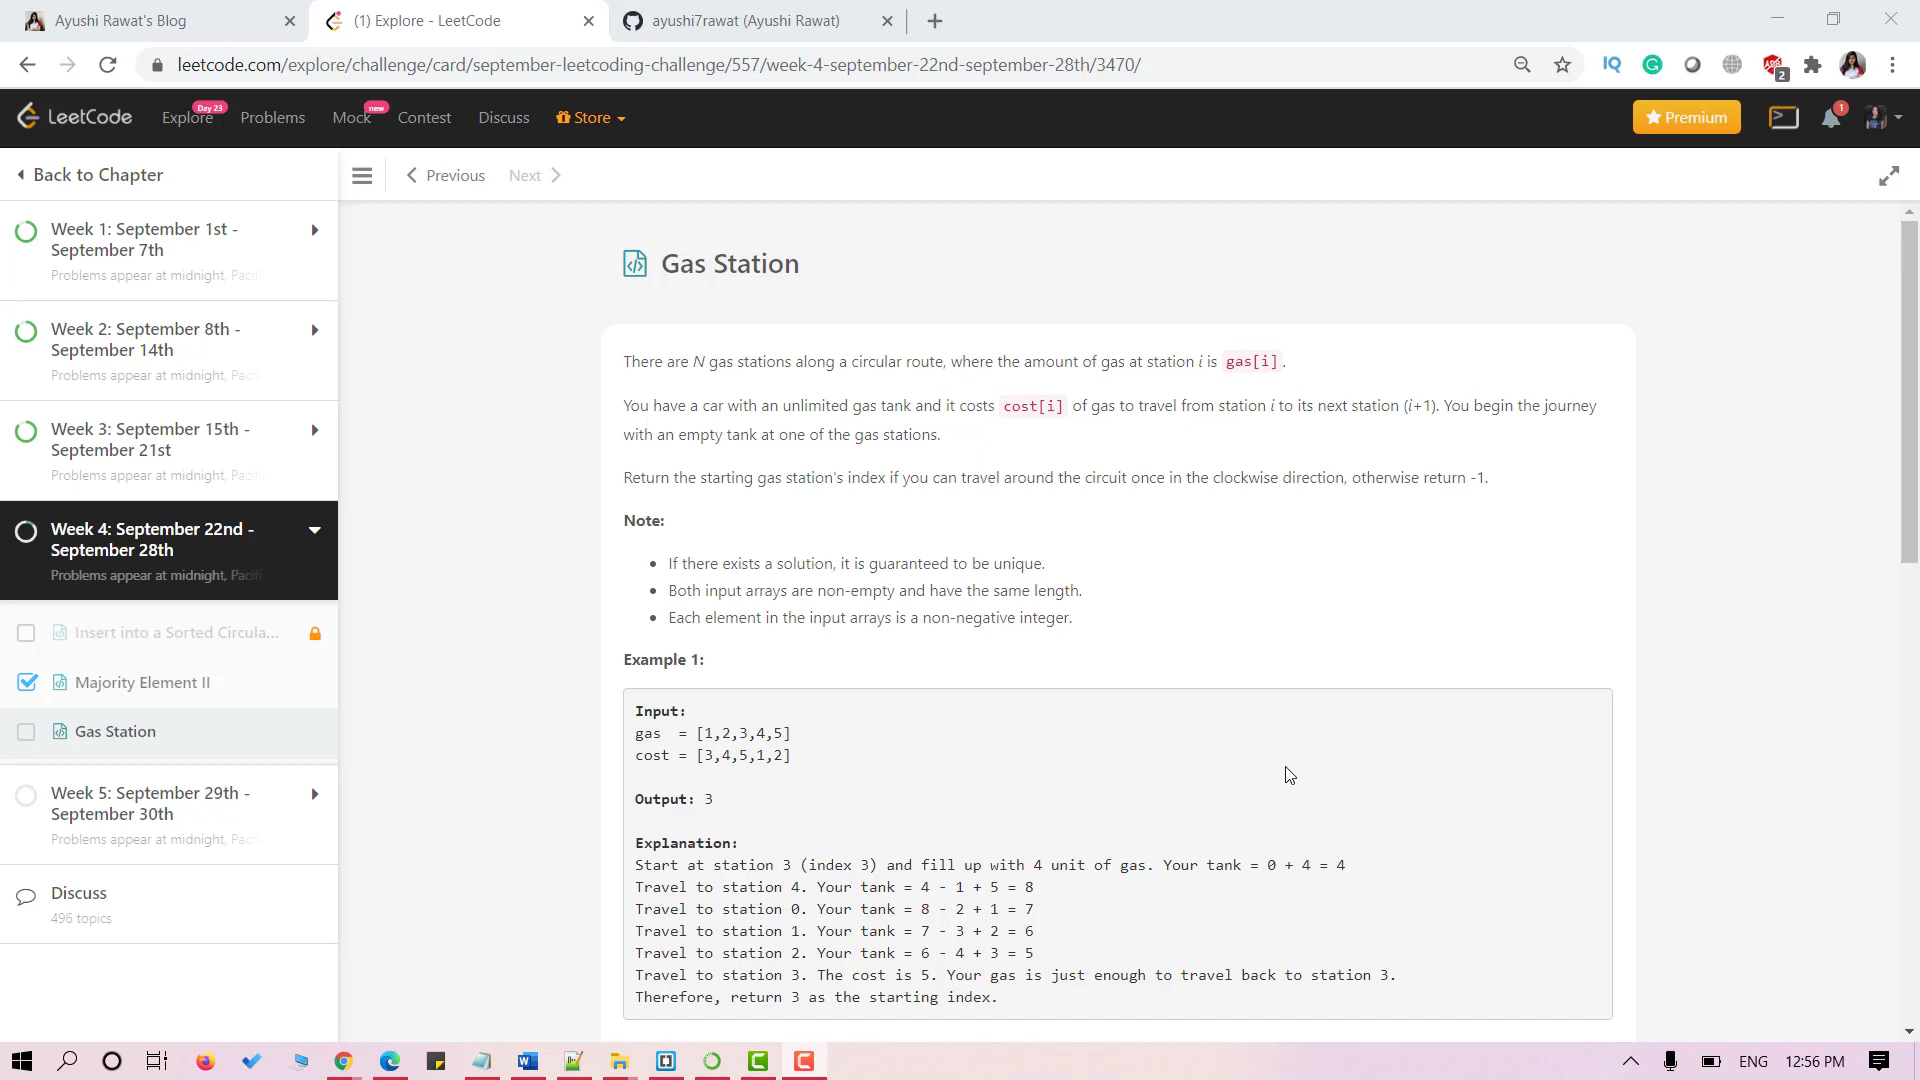 Ayushi Rawat's Blog
(1) Explore - LeetCode
ayushi7rawat (Ayushi Rawat)
leetcode.com/explore/challenge/card/september-leetcoding-challenge/557/week-4-september-22nd-september-28th/3470/
IQ
2
LeetCode
Explore
Day 23
Problems
Mock
new
Contest
Discuss
Store
Premium
1
Back to Chapter
Previous
Next
Week 1: September 1st -
September 7th
Problems appear at midnight, Pacif
Week 2: September 8th -
September 14th
Problems appear at midnight, Pacif
Week 3: September 15th -
September 21st
Problems appear at midnight, Pacif
Week 4: September 22nd -
September 28th
Problems appear at midnight, Pacif
Insert into a Sorted Circula...
Majority Element II
Gas Station
Week 5: September 29th -
September 30th
Problems appear at midnight, Pacif
Discuss
496 topics
Gas Station
There are N gas stations along a circular route, where the amount of gas at station i is gas[i].
You have a car with an unlimited gas tank and it costs cost[i] of gas to travel from station i to its next station (i+1). You begin the journey
with an empty tank at one of the gas stations.
Return the starting gas station's index if you can travel around the circuit once in the clockwise direction, otherwise return -1.
Note:
• If there exists a solution, it is guaranteed to be unique.
• Both input arrays are non-empty and have the same length.
• Each element in the input arrays is a non-negative integer.
Example 1:
Input:
gas  = [1,2,3,4,5]
cost = [3,4,5,1,2]
Output: 3
Explanation:
Start at station 3 (index 3) and fill up with 4 unit of gas. Your tank = 0 + 4 = 4
Travel to station 4. Your tank = 4 - 1 + 5 = 8
Travel to station 0. Your tank = 8 - 2 + 1 = 7
Travel to station 1. Your tank = 7 - 3 + 2 = 6
Travel to station 2. Your tank = 6 - 4 + 3 = 5
Travel to station 3. The cost is 5. Your gas is just enough to travel back to station 3.
Therefore, return 3 as the starting index.
ENG
12:56 PM